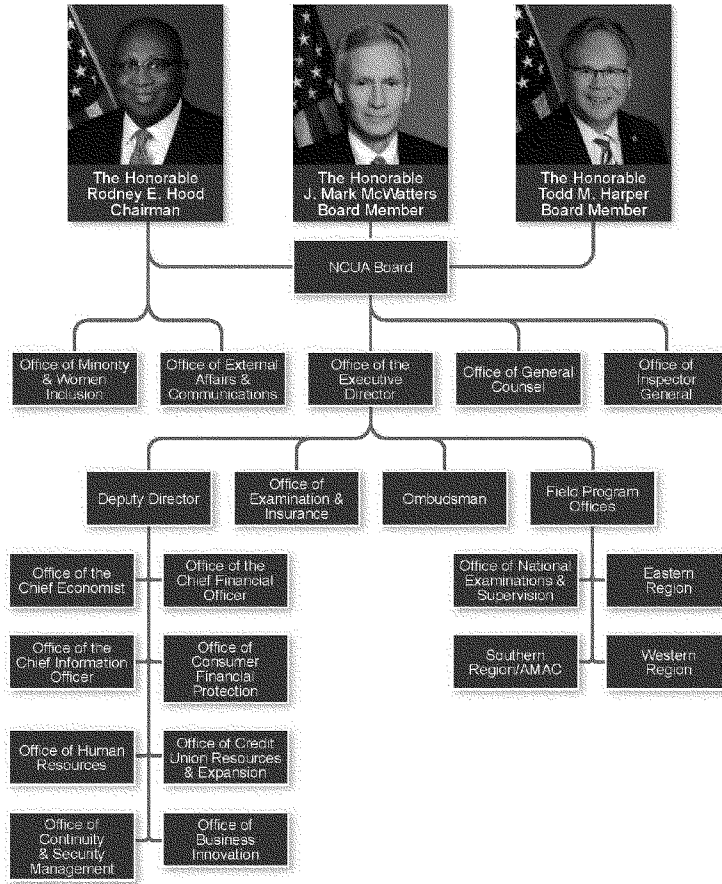 The Honorable
Rodney E. Hood
Chairman
The Honorable
J. Mark McWatters
Board Member
The Honorable
Todd M. Harper
Board Member
NCUA Board
Office of Minority
& Women
Inclusion
Office of External
Affairs &
Communications
Office of the
Executive
Director
Office of General
Counsel
Office of
Inspector
General
Deputy Director
Office of
Examination &
Insurance
Ombudsman
Field Program
Offices
Office of the
Chief Economist
Office of the
Chief Financial
Officer
Office of National
Examinations &
Supervision
Eastern
Region
Office of the
Chief Information
Officer
Office of
Consumer
Financial
Protection
Southern
Region/AMAC
Western
Region
Office of Human
Resources
Office of Credit
Union Resources
& Expansion
Office of
Continuity
& Security
Management
Office of
Business
Innovation